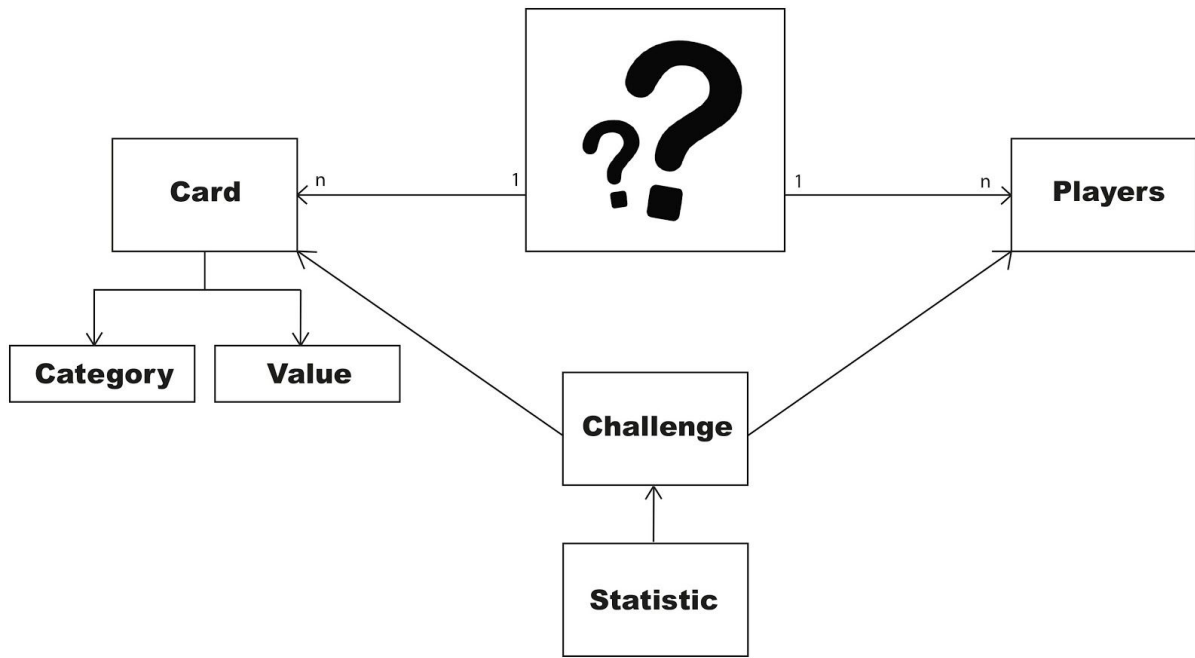 ??
n 1
1 n
Card
Players
Category
Value
Challenge
Statistic